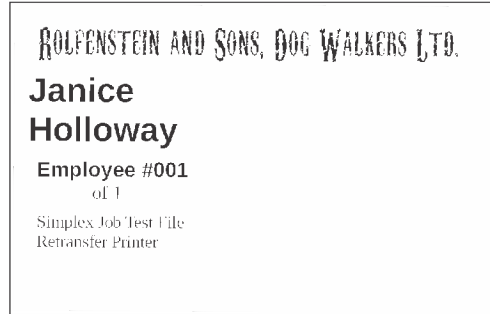 Rolfenstein and Sons, Dog Walkers Ltd.
Janice
Holloway
Employee #001
of 1
Simplex Job Test File
Retransfer Printer